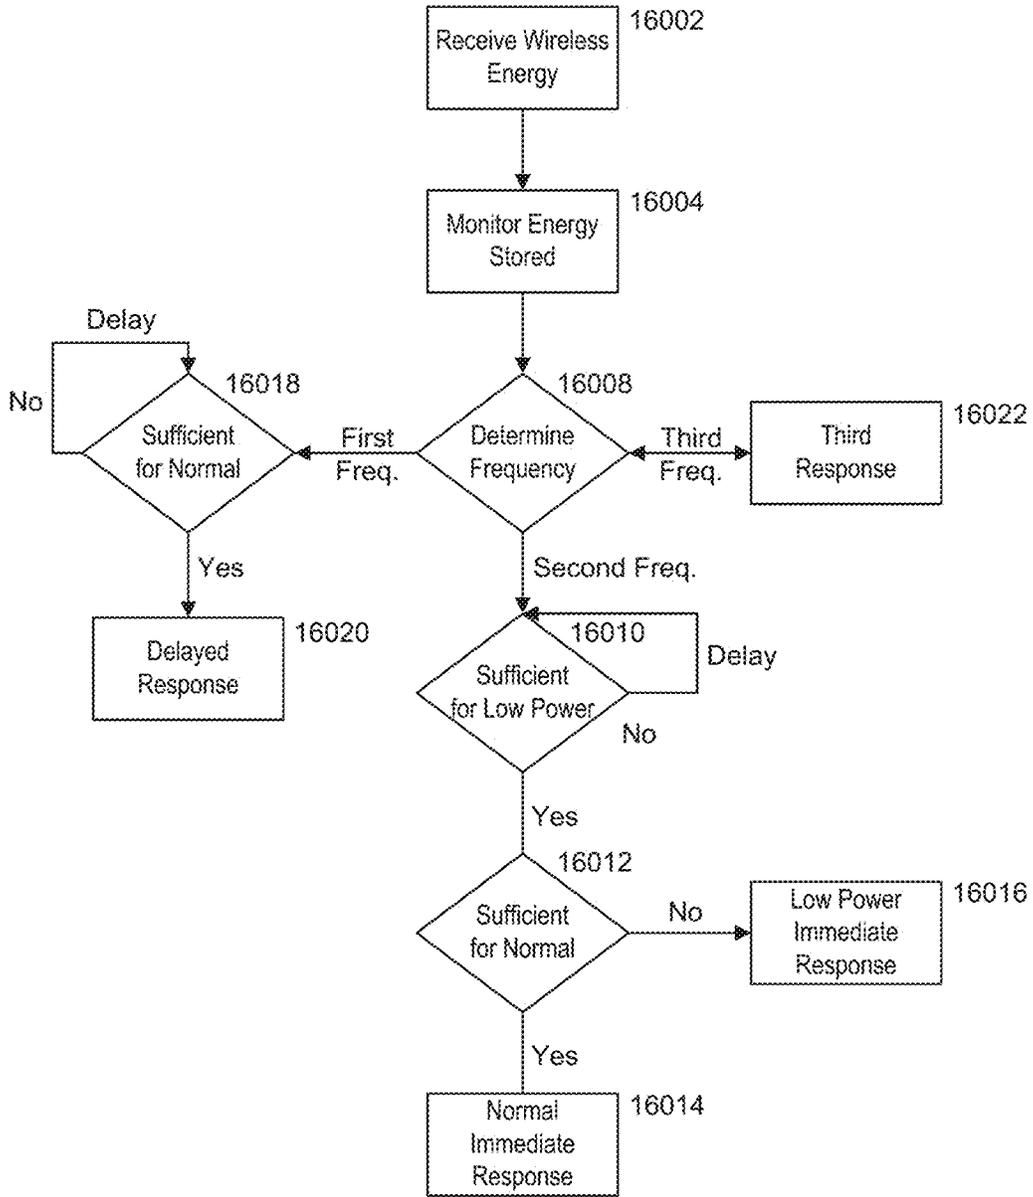 16002
Receive Wireless
Energy
16004
Monitor Energy
Stored
Delay
No
16018
Sufficient
for Normal
First
Freq.
16008
Determine
Frequency
Third
Freq.
16022
Third
Response
Yes
Second Freq.
16020
Delayed
Response
16010
Sufficient
for Low Power
Delay
No
Yes
16012
Sufficient
for Normal
No
16016
Low Power
Immediate
Response
Yes
16014
Normal
Immediate
Response